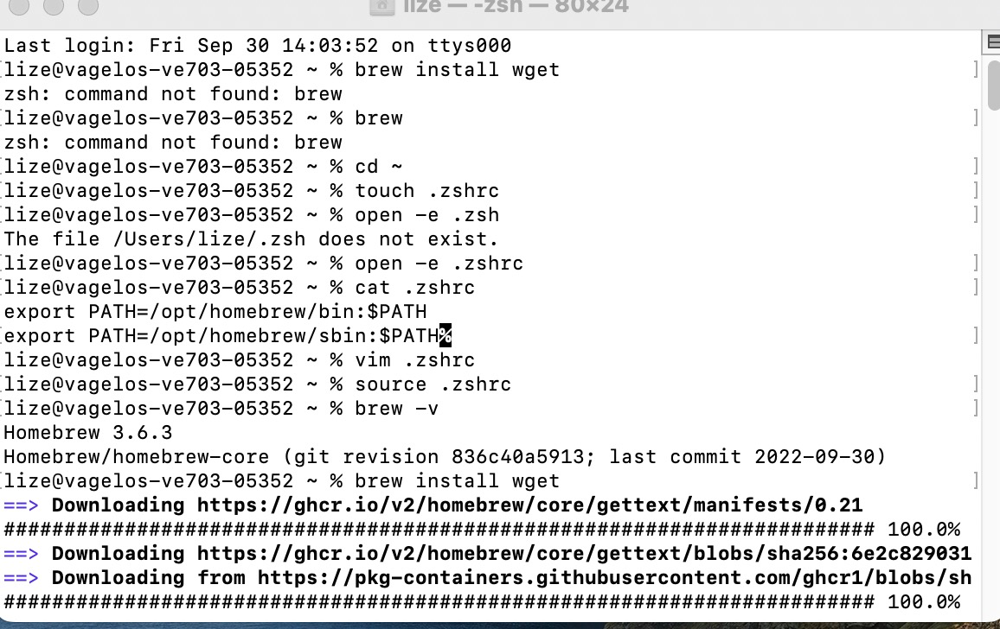 lize — -zsh — 80×24
Last login: Fri Sep 30 14:03:52 on ttys000
[lize@vagelos-ve703-05352 ~ % brew install wget ]
zsh: command not found: brew
[lize@vagelos-ve703-05352 ~ % brew ]
zsh: command not found: brew
[lize@vagelos-ve703-05352 ~ % cd ~ ]
[lize@vagelos-ve703-05352 ~ % touch .zshrc ]
[lize@vagelos-ve703-05352 ~ % open -e .zsh ]
The file /Users/lize/.zsh does not exist.
[lize@vagelos-ve703-05352 ~ % open -e .zshrc ]
[lize@vagelos-ve703-05352 ~ % cat .zshrc ]
export PATH=/opt/homebrew/bin:$PATH
[export PATH=/opt/homebrew/sbin:$PATH% ]
lize@vagelos-ve703-05352 ~ % vim .zshrc
[lize@vagelos-ve703-05352 ~ % source .zshrc ]
[lize@vagelos-ve703-05352 ~ % brew -v ]
Homebrew 3.6.3
Homebrew/homebrew-core (git revision 836c40a5913; last commit 2022-09-30)
[lize@vagelos-ve703-05352 ~ % brew install wget ]
==> Downloading https://ghcr.io/v2/homebrew/core/gettext/manifests/0.21
######################################################################## 100.0%
==> Downloading https://ghcr.io/v2/homebrew/core/gettext/blobs/sha256:6e2c829031
==> Downloading from https://pkg-containers.githubusercontent.com/ghcr1/blobs/sh
######################################################################## 100.0%